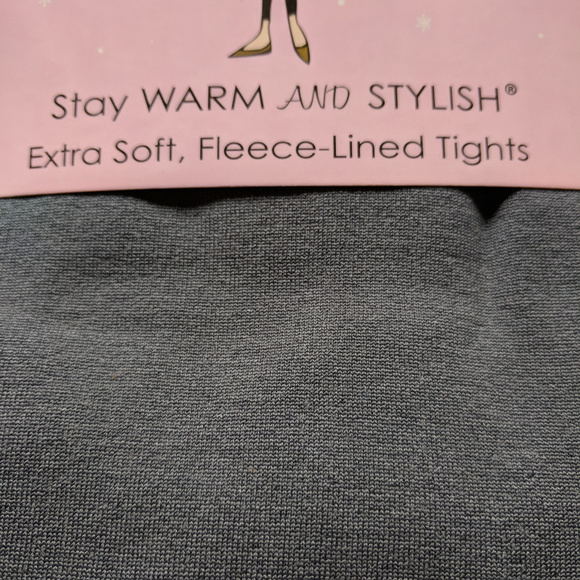 Stay WARM AND STYLISH®
Extra Soft, Fleece-Lined Tights